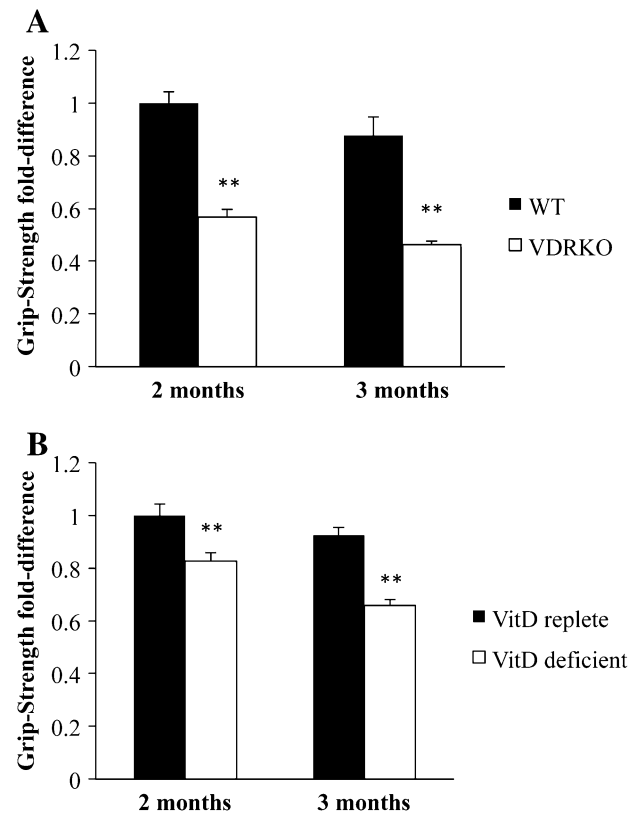 A
Grip-Strength fold-difference
1.2
1
0.8
0.6
0.4
0.2
0
**
**
2 months
3 months
WT
VDRKO
B
Grip-Strength fold-difference
1.2
1
0.8
0.6
0.4
0.2
0
**
**
2 months
3 months
VitD replete
VitD deficient